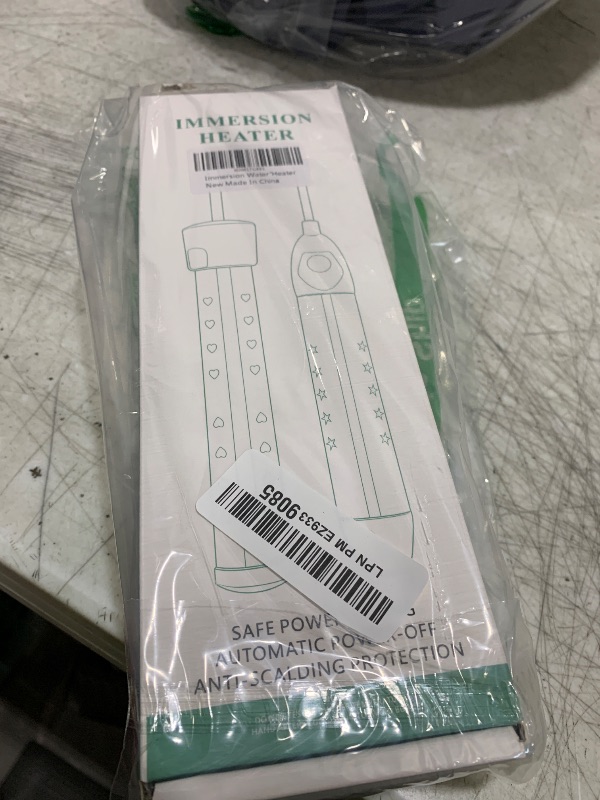 IMMERSION
HEATER
Immersion Water Heater
New Made In China
LPN PM EZ933 9085
SAFE POWER
AUTOMATIC POWER-OFF
ANTI-SCALDING PROTECTION